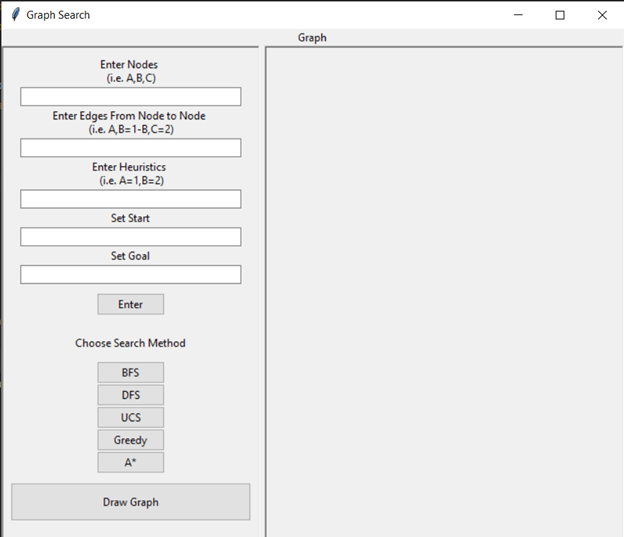 Graph Search
Graph
Enter Nodes
(i.e. A,B,C)
Enter Edges From Node to Node
(i.e. A,B=1-B,C=2)
Enter Heuristics
(i.e. A=1,B=2)
Set Start
Set Goal
Enter
Choose Search Method
BFS
DFS
UCS
Greedy
A*
Draw Graph